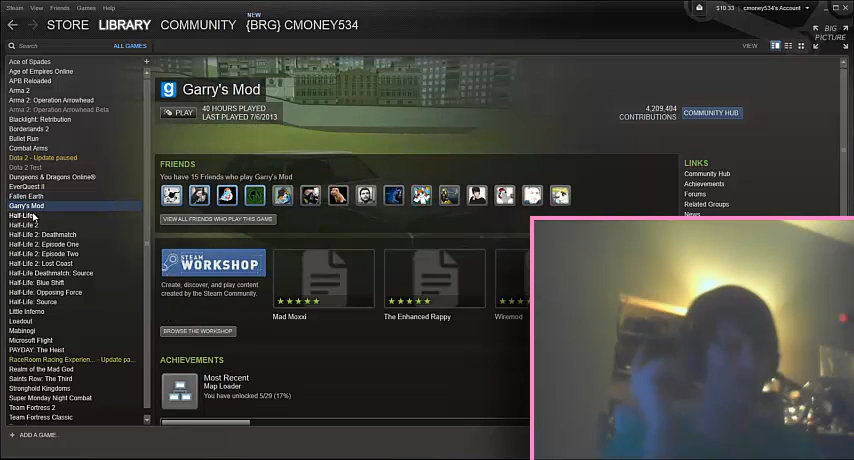 Steam View Friends Games Help
$10.33 cmoney534's Account
STORE LIBRARY COMMUNITY {BRG} CMONEY534
NEW
BIG
PICTURE
Search ALL GAMES
VIEW
Age of Spades
Age of Empires Online
APB Reloaded
Arma 2
Arma 2: Operation Arrowhead
Arma 2: Operation Arrowhead Beta
Blacklight: Retribution
Borderlands 2
Bullet Run
Combat Arms
Dota 2 - Update paused
Dota 2 Test
Dungeons & Dragons Online®
EverQuest II
Fallen Earth
Garry's Mod
Half-Life
Half-Life 2
Half-Life 2: Deathmatch
Half-Life 2: Episode One
Half-Life 2: Episode Two
Half-Life 2: Lost Coast
Half-Life Deathmatch: Source
Half-Life: Blue Shift
Half-Life: Opposing Force
Half-Life: Source
Little Inferno
Loadout
Mabinogi
Microsoft Flight
PAYDAY: The Heist
RaceRoom Racing Experien... - Update pa...
Realm of the Mad God
Saints Row: The Third
Stronghold Kingdoms
Super Monday Night Combat
Team Fortress 2
Team Fortress Classic
+ ADD A GAME...
g Garry's Mod
PLAY
40 HOURS PLAYED
LAST PLAYED 7/6/2013
4,209,404
CONTRIBUTIONS
COMMUNITY HUB
FRIENDS
You have 15 Friends who play Garry's Mod
VIEW ALL FRIENDS WHO PLAY THIS GAME
LINKS
Community Hub
Achievements
Forums
Related Groups
News
STEAM
WORKSHOP
Create, discover, and play content
created by the Steam Community.
BROWSE THE WORKSHOP
Mad Moxxi
The Enhanced Rappy
Wiremod
ACHIEVEMENTS
Most Recent
Map Loader
You have unlocked 5/29 (17%)